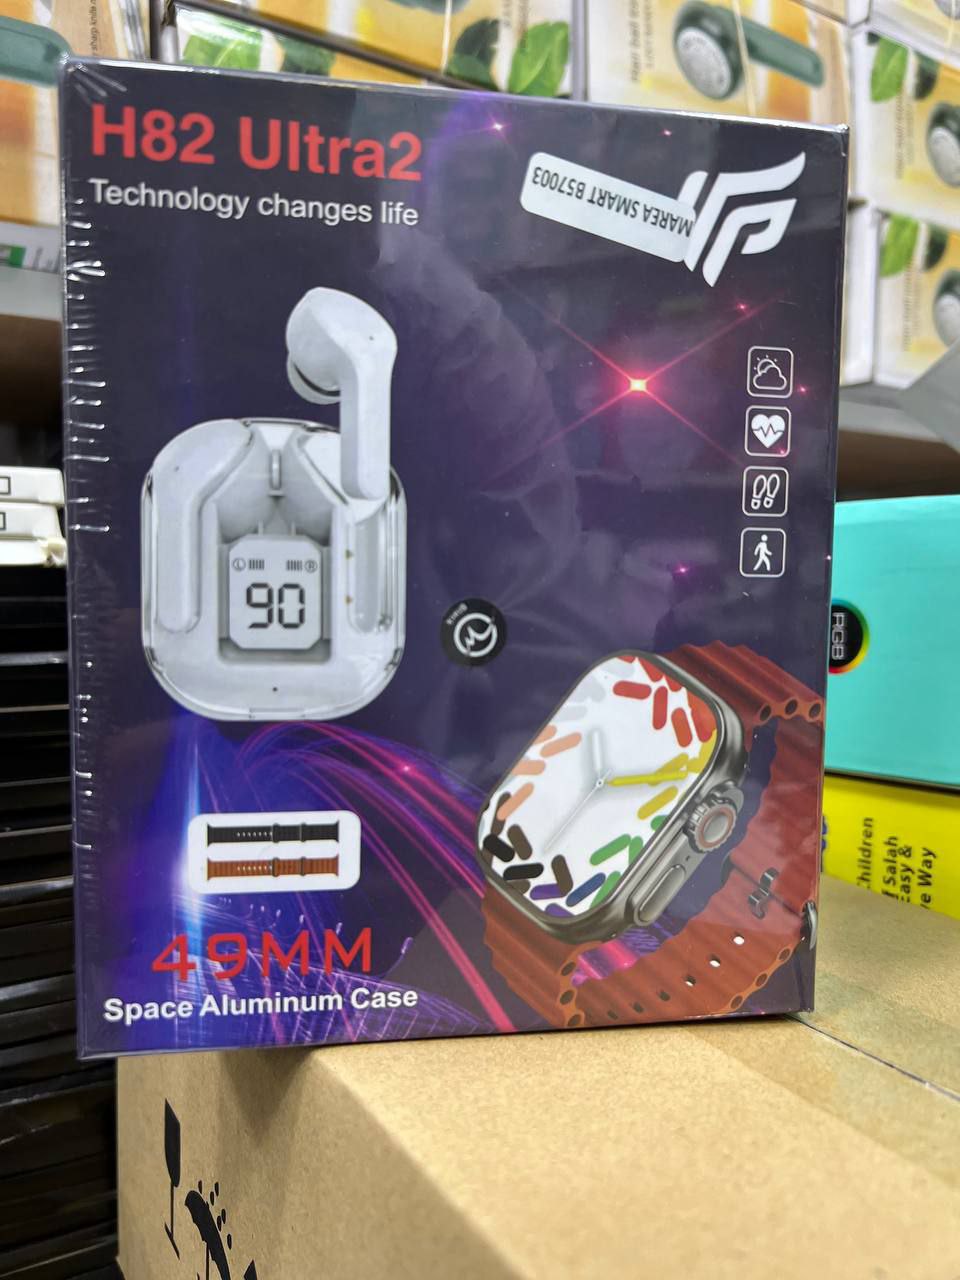 H82 Ultra2
Technology changes life
MAREA SMART B57003
L
R
90
49MM
Space Aluminum Case
RGB
Children
Salah
Easy &
Way